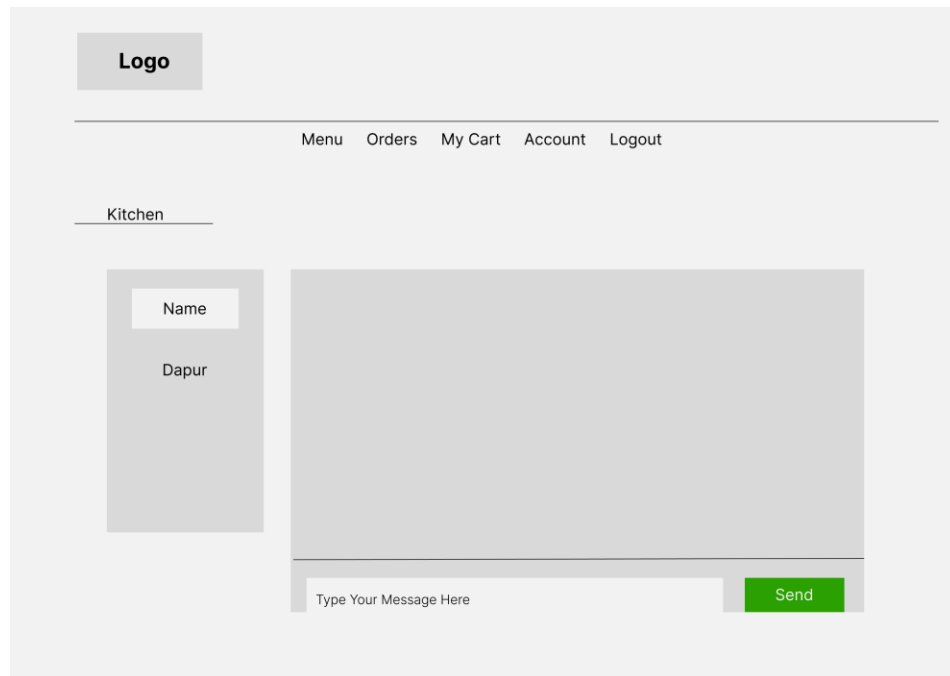 Logo
Menu Orders My Cart Account Logout
Kitchen
Name
Dapur
Type Your Message Here
Send